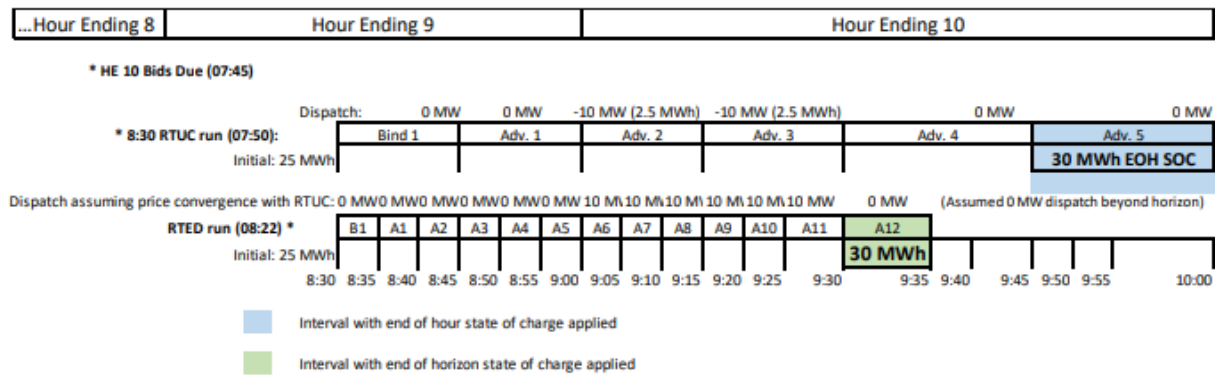 ...Hour Ending 8 Hour Ending 9 Hour Ending 10
* HE 10 Bids Due (07:45)
Dispatch: 0 MW 0 MW -10 MW (2.5 MWh) -10 MW (2.5 MWh) 0 MW 0 MW
* 8:30 RTUC run (07:50): Bind 1 Adv. 1 Adv. 2 Adv. 3 Adv. 4 Adv. 5
Initial: 25 MWh 30 MWh EOH SOC
Dispatch assuming price convergence with RTUC: 0 MW 0 MW 0 MW 0 MW 0 MW 0 MW 10 M\ 10 M\ 10 M\ 10 M\ 10 M\ 10 MW 0 MW (Assumed 0 MW dispatch beyond horizon)
RTED run (08:22) * B1 A1 A2 A3 A4 A5 A6 A7 A8 A9 A10 A11 A12
Initial: 25 MWh 30 MWh
8:30 8:35 8:40 8:45 8:50 8:55 9:00 9:05 9:10 9:15 9:20 9:25 9:30 9:35 9:40 9:45 9:50 9:55 10:00
Interval with end of hour state of charge applied
Interval with end of horizon state of charge applied